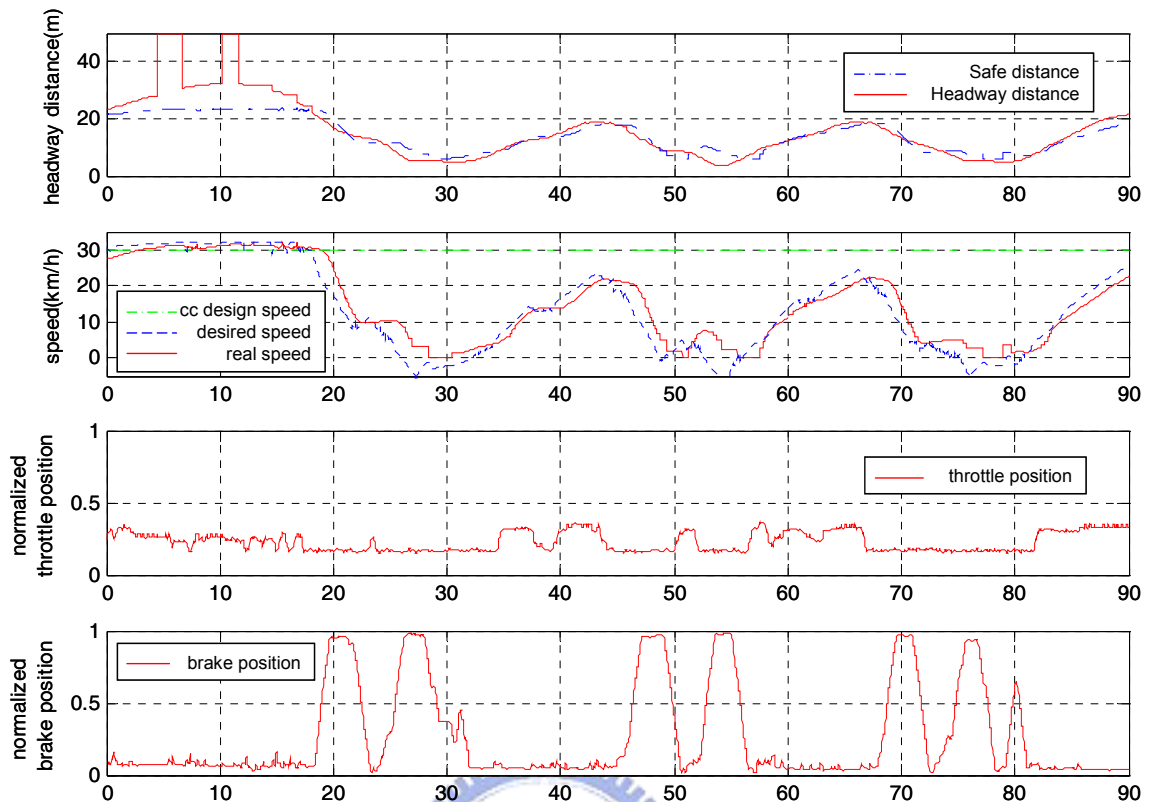 headway distance(m)
40
20
0
Safe distance
Headway distance
0 10 20 30 40 50 60 70 80 90
speed(km/h)
30
20
10
0
cc design speed
desired speed
real speed
0 10 20 30 40 50 60 70 80 90
normalized
throttle position
1
0.5
0
throttle position
0 10 20 30 40 50 60 70 80 90
normalized
brake position
1
0.5
0
brake position
0 10 20 30 40 50 60 70 80 90